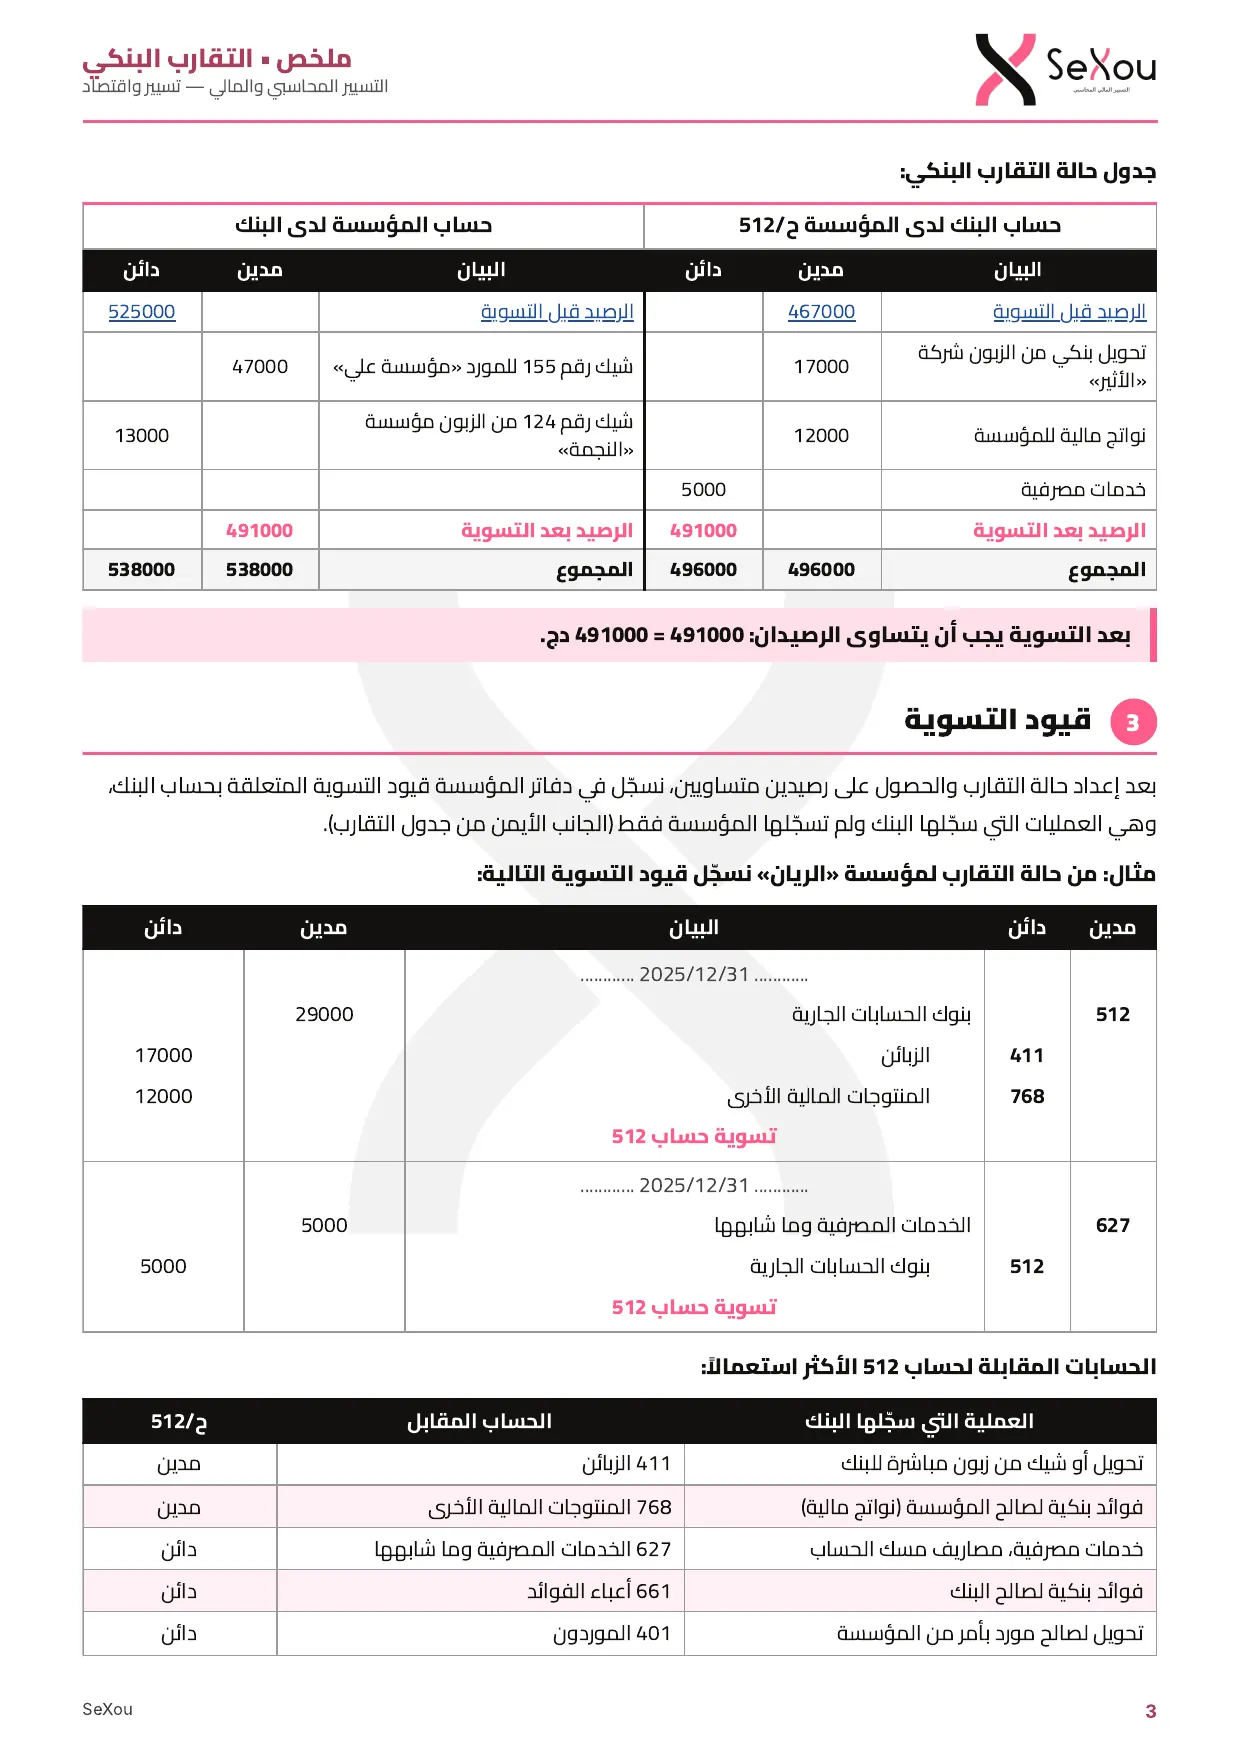 ملخص • التقارب البنكي
التسيير المحاسبي والمالي — تسيير واقتصاد
SeXou
التسيير المالي المحاسبي
جدول حالة التقارب البنكي:
حساب البنك لدى المؤسسة ح/512 حساب المؤسسة لدى البنك
البيان مدين دائن البيان مدين دائن
الرصيد قبل التسوية 467000 الرصيد قبل التسوية 525000
تحويل بنكي من الزبون شركة «الأثير» 17000 شيك رقم 155 للمورد «مؤسسة علي» 47000
نواتج مالية للمؤسسة 12000 شيك رقم 124 من الزبون مؤسسة «النجمة» 13000
خدمات مصرفية 5000
الرصيد بعد التسوية 491000 الرصيد بعد التسوية 491000
المجموع 496000 496000 المجموع 538000 538000
بعد التسوية يجب أن يتساوى الرصيدان: 491000 = 491000 دج.
3 قيود التسوية
بعد إعداد حالة التقارب والحصول على رصيدين متساويين، نسجّل في دفاتر المؤسسة قيود التسوية المتعلقة بحساب البنك،
وهي العمليات التي سجّلها البنك ولم تسجّلها المؤسسة فقط (الجانب الأيمن من جدول التقارب).
مثال: من حالة التقارب لمؤسسة «الريان» نسجّل قيود التسوية التالية:
مدين دائن البيان مدين دائن
............ 2025/12/31 ............
512 بنوك الحسابات الجارية 29000
411 الزبائن 17000
768 المنتوجات المالية الأخرى 12000
تسوية حساب 512
............ 2025/12/31 ............
627 الخدمات المصرفية وما شابهها 5000
512 بنوك الحسابات الجارية 5000
تسوية حساب 512
الحسابات المقابلة لحساب 512 الأكثر استعمالاً:
العملية التي سجّلها البنك الحساب المقابل ح/512
تحويل أو شيك من زبون مباشرة للبنك 411 الزبائن مدين
فوائد بنكية لصالح المؤسسة (نواتج مالية) 768 المنتوجات المالية الأخرى مدين
خدمات مصرفية، مصاريف مسك الحساب 627 الخدمات المصرفية وما شابهها دائن
فوائد بنكية لصالح البنك 661 أعباء الفوائد دائن
تحويل لصالح مورد بأمر من المؤسسة 401 الموردون دائن
SeXou
3